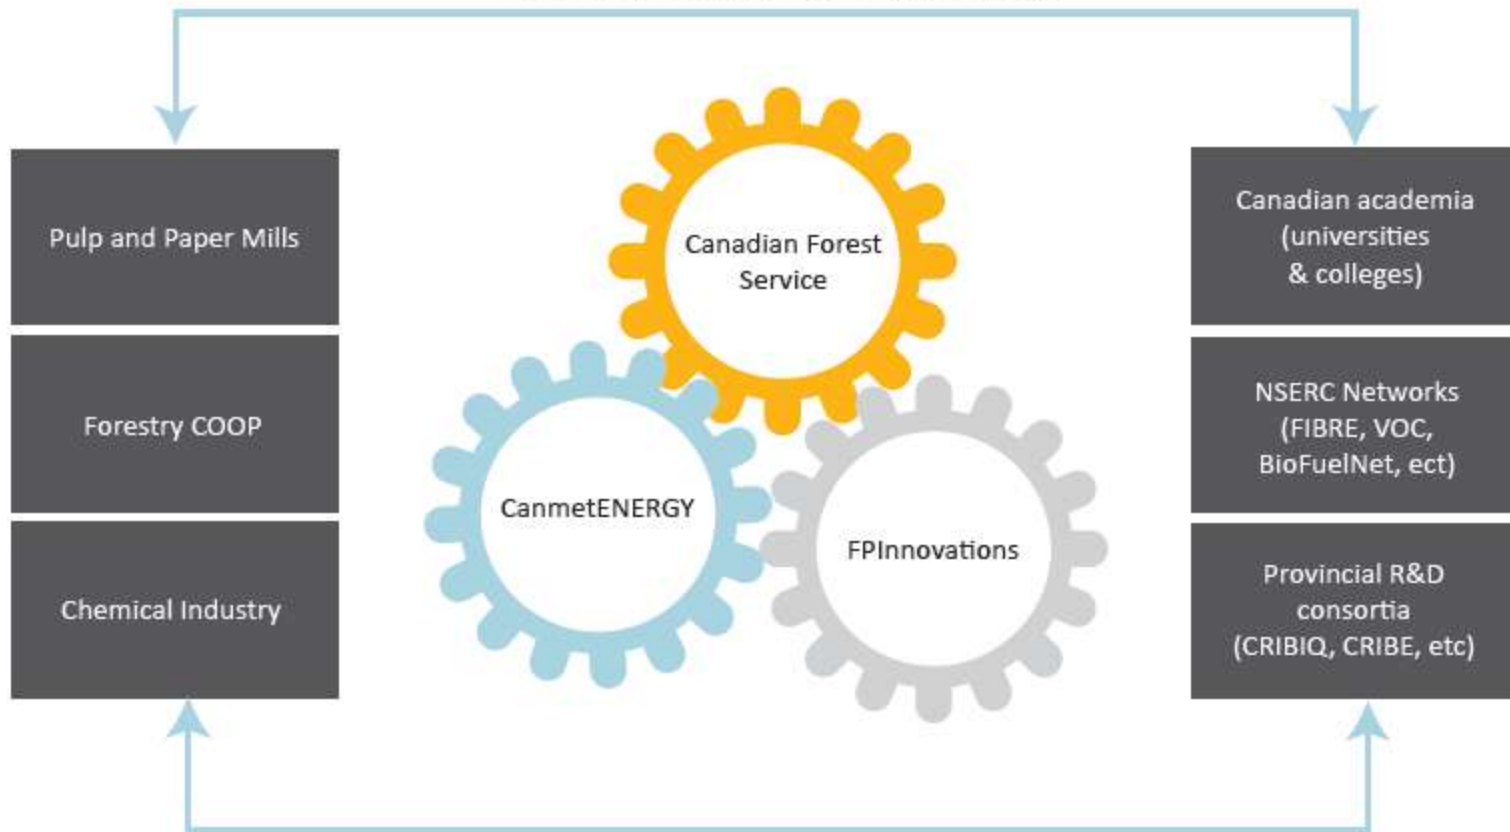 Pulp and Paper Mills
Forestry COOP
Chemical Industry
Canadian Forest
Service
CanmetENERGY
FPInnovations
Canadian academia
(universities
& colleges)
NSERC Networks
(FIBRE, VOC,
BioFuelNet, ect)
Provincial R&D
consortia
(CRIBIQ, CRIBE, etc)